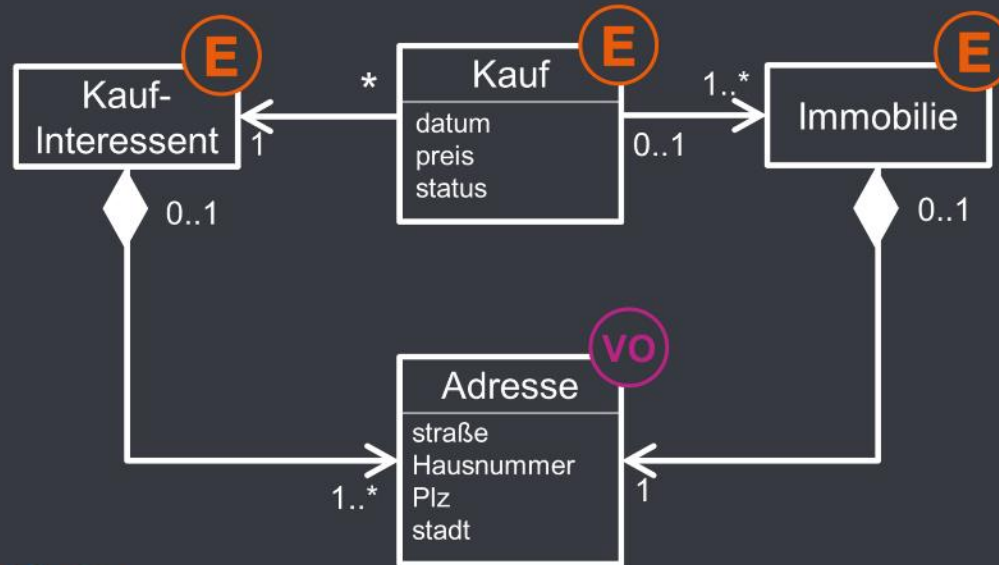 E
Kauf-
Interessent
1
*
0..1
E
Kauf
datum
preis
status
1..*
0..1
E
Immobilie
0..1
VO
Adresse
straße
Hausnummer
Plz
stadt
1..*
1